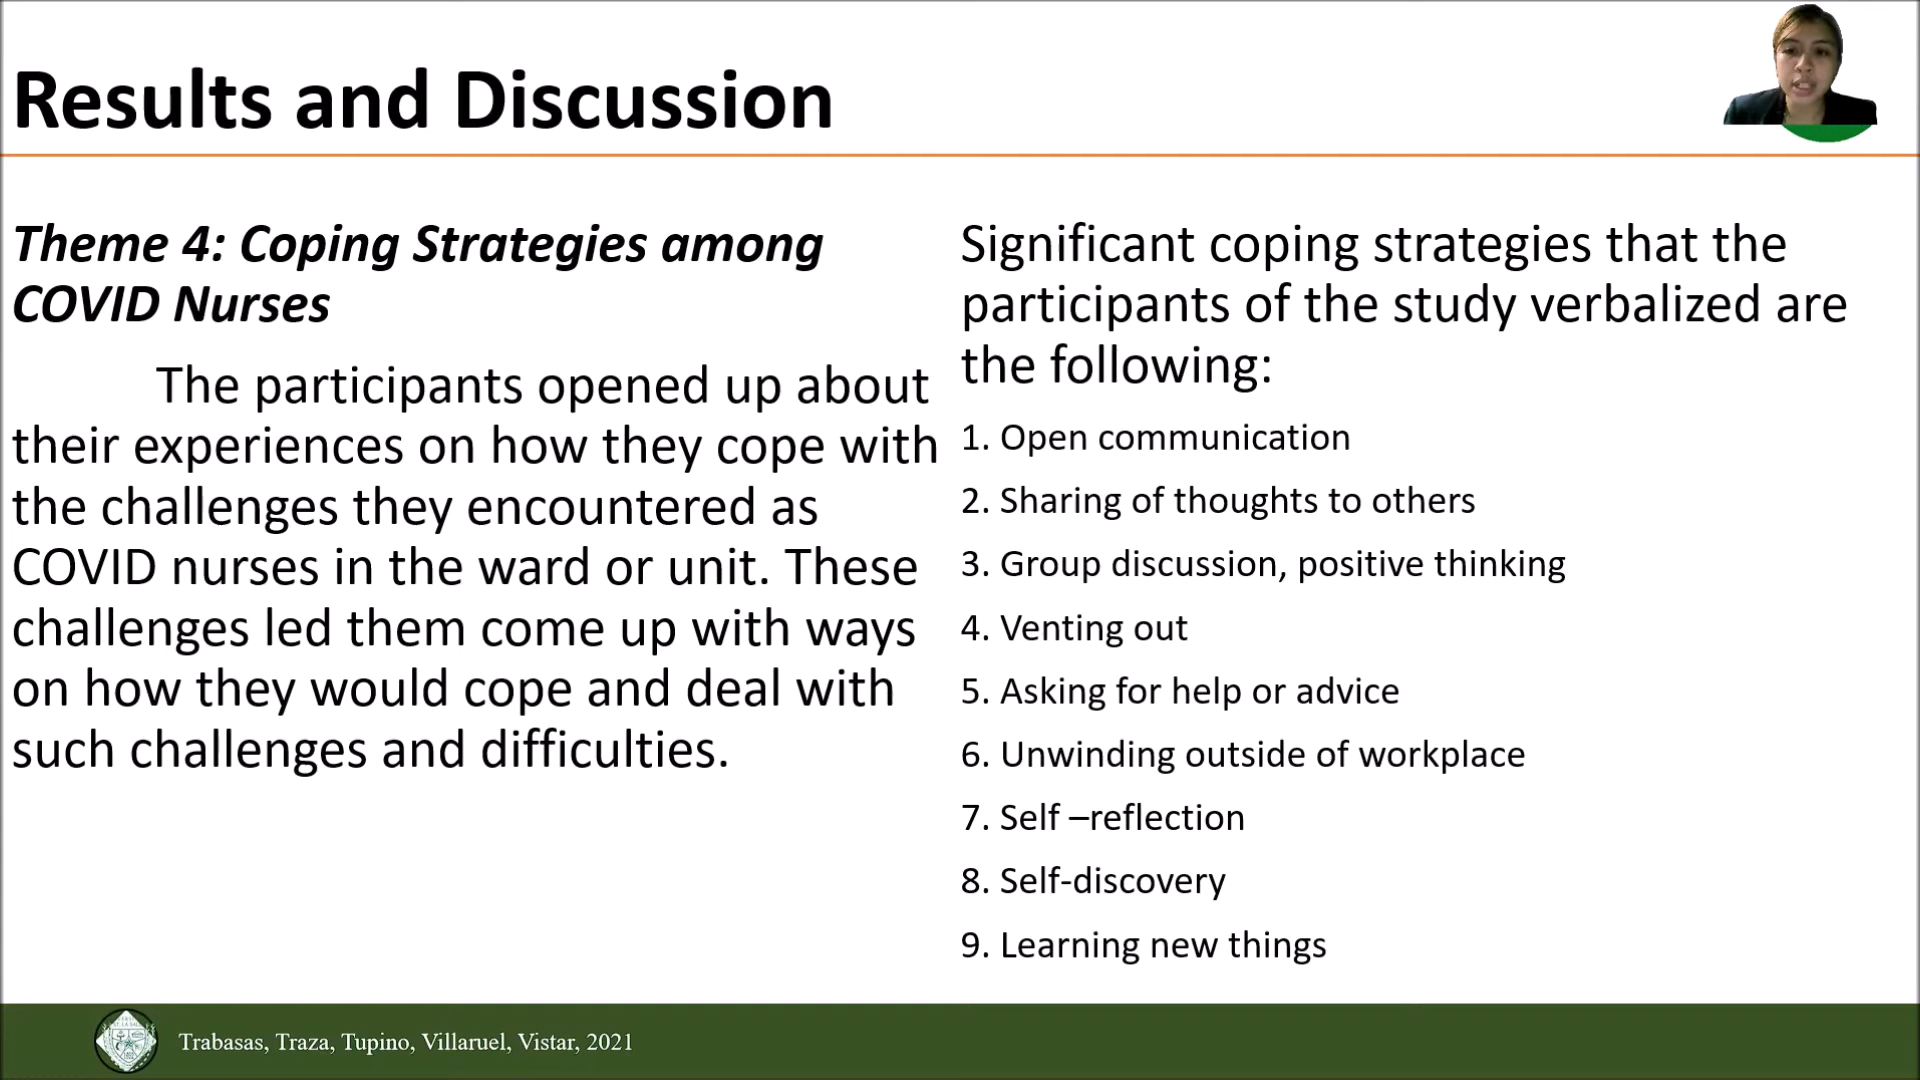 Results and Discussion
Theme 4: Coping Strategies among
COVID Nurses
The participants opened up about
their experiences on how they cope with
the challenges they encountered as
COVID nurses in the ward or unit. These
challenges led them come up with ways
on how they would cope and deal with
such challenges and difficulties.
Significant coping strategies that the
participants of the study verbalized are
the following:
1. Open communication
2. Sharing of thoughts to others
3. Group discussion, positive thinking
4. Venting out
5. Asking for help or advice
6. Unwinding outside of workplace
7. Self –reflection
8. Self-discovery
9. Learning new things
Trabasas, Traza, Tupino, Villaruel, Vistar, 2021